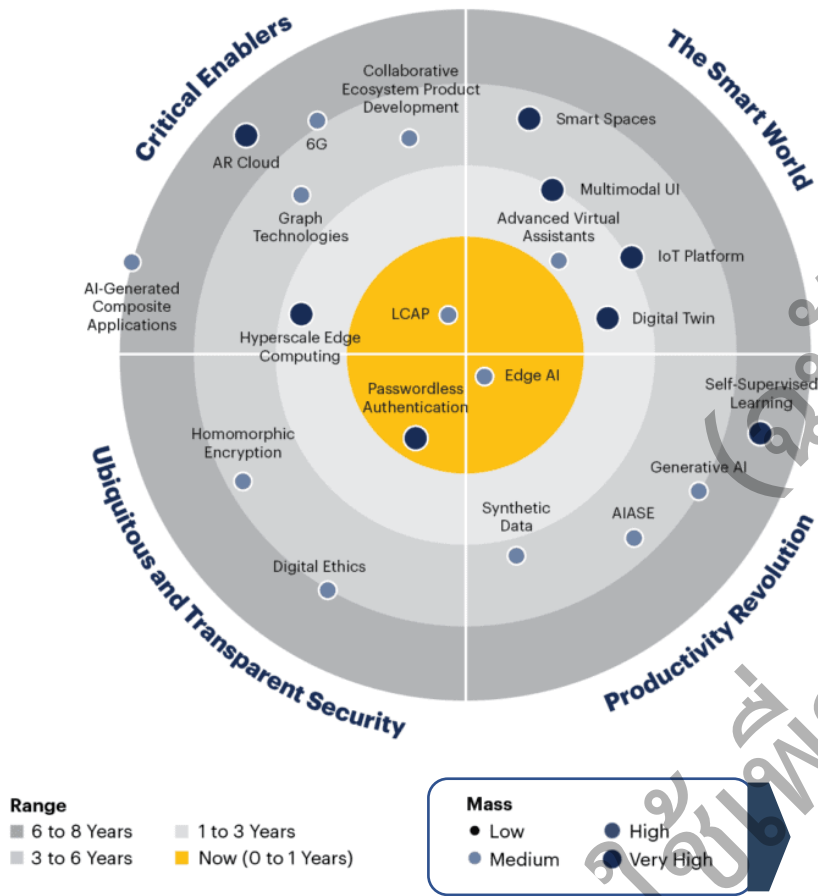 Critical Enablers
The Smart World
Collaborative
Ecosystem Product
Development
6G
AR Cloud
Graph
Technologies
AI-Generated
Composite
Applications
LCAP
Hyperscale Edge
Computing
Smart Spaces
Multimodal UI
Advanced Virtual
Assistants
IoT Platform
Digital Twin
Passwordless
Authentication
Homomorphic
Encryption
Digital Ethics
Edge AI
Self-Supervised
Learning
Generative AI
AIASE
Synthetic
Data
Ubiquitous and Transparent Security
Productivity Revolution
Range
6 to 8 Years
1 to 3 Years
3 to 6 Years
Now (0 to 1 Years)
Mass
Low
High
Medium
Very High